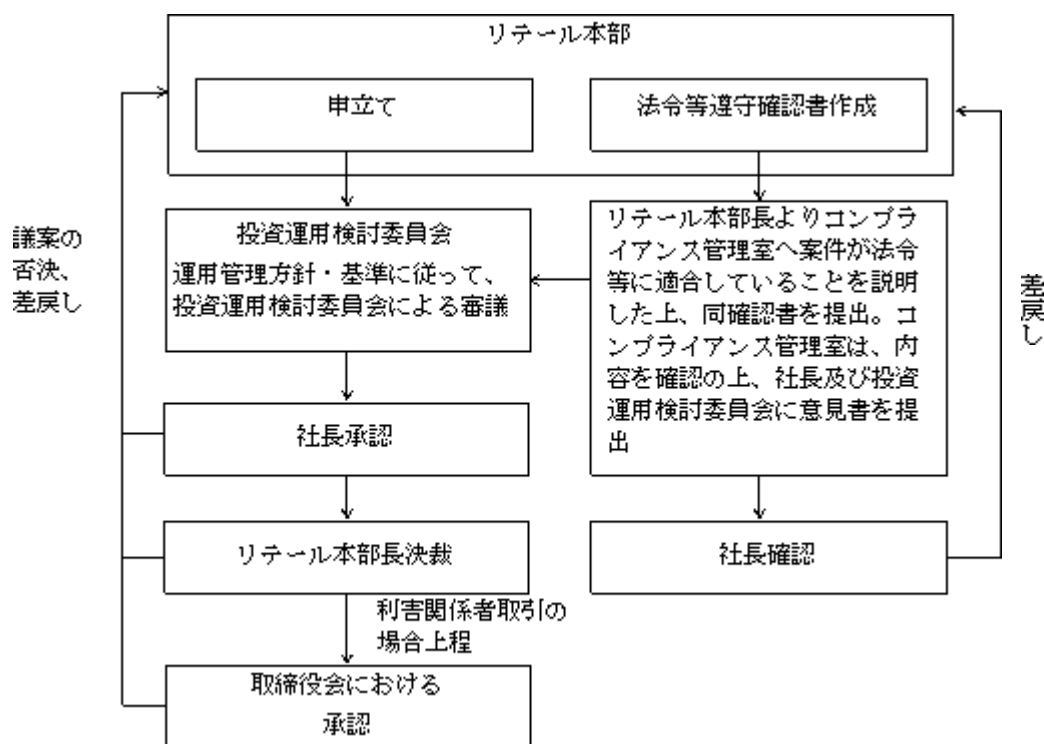 リテール本部
申立て
法令等遵守確認書作成
投資運用検討委員会
運用管理方針・基準に従って、
投資運用検討委員会による審議
リテール本部長よりコンプラ
イアンス管理室へ案件が法令
等に適合していることを説明
した上、同確認書を提出。コ
ンプライアンス管理室は、内
容を確認の上、社長及び投資
運用検討委員会に意見書を提
出
議案の
否決、
差戻し
差
戻
し
社長承認
リテール本部長決裁
社長確認
利害関係者取引の
場合上程
取締役会における
承認